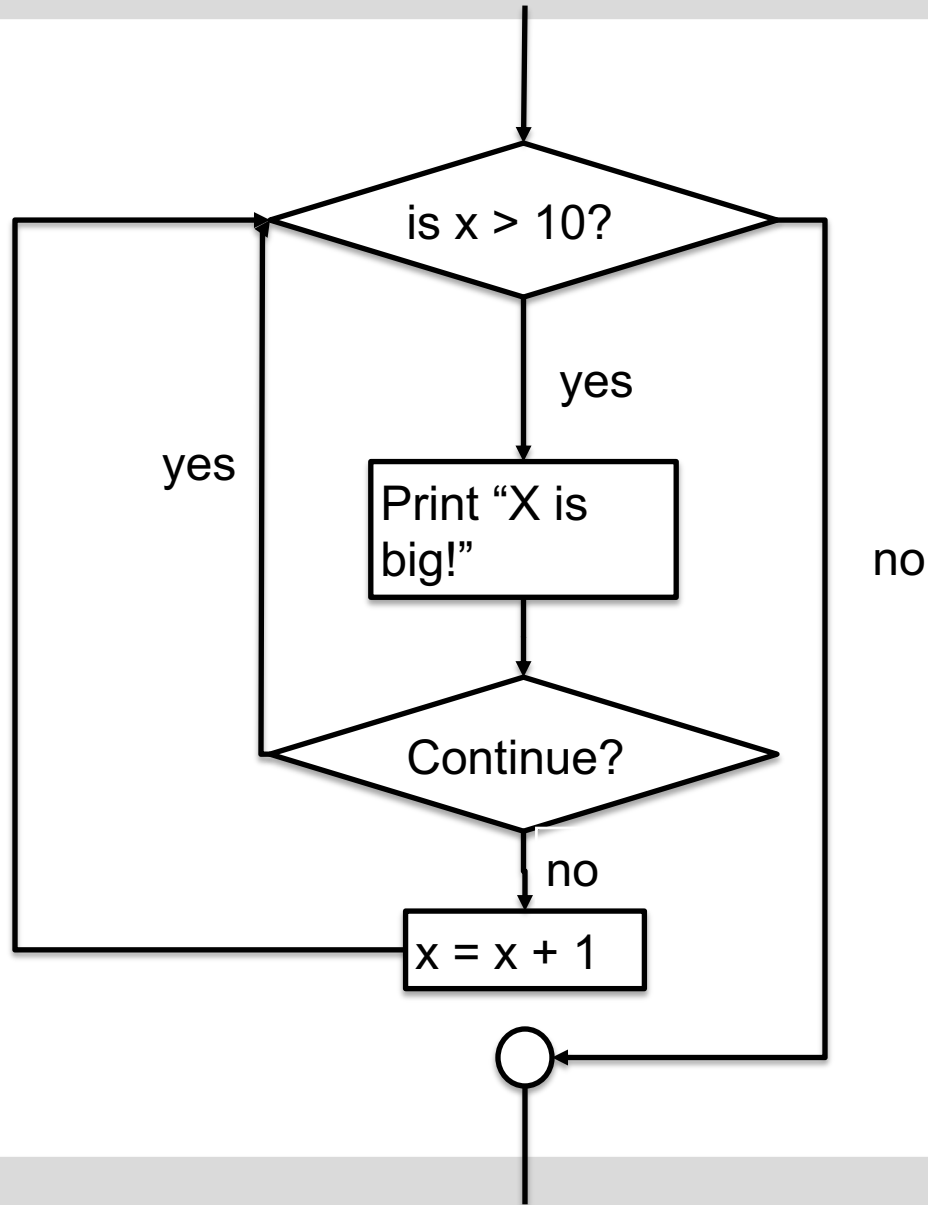 is x > 10?
yes
yes
Print “X is
big!”
no
Continue?
no
x = x + 1